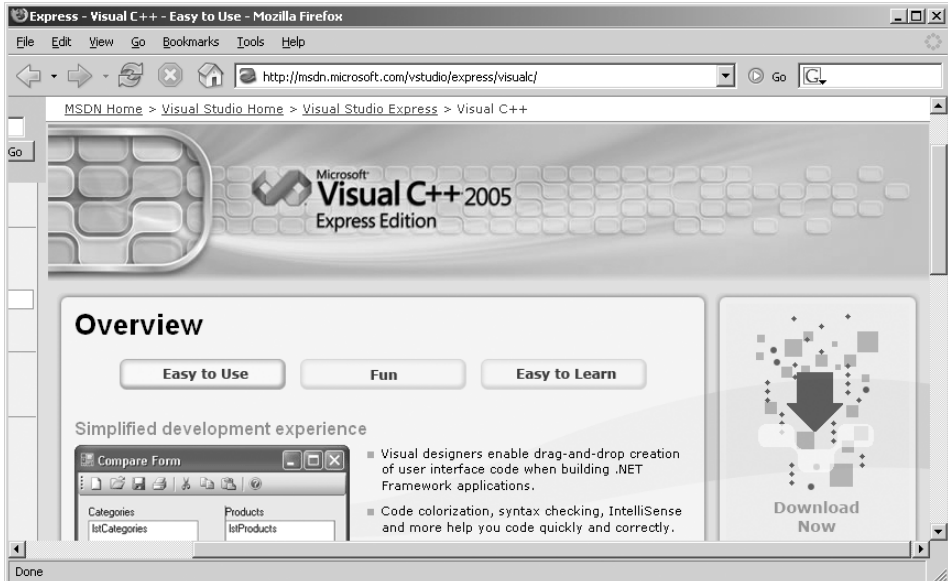 Express - Visual C++ - Easy to Use - Mozilla Firefox
File Edit View Go Bookmarks Tools Help
http://msdn.microsoft.com/vstudio/express/visualc/ Go G
MSDN Home > Visual Studio Home > Visual Studio Express > Visual C++
Go
Microsoft
Visual C++ 2005
Express Edition
Overview
Easy to Use Fun Easy to Learn
Simplified development experience
Compare Form
Categories Products
lstCategories lstProducts
Visual designers enable drag-and-drop creation
of user interface code when building .NET
Framework applications.
Code colorization, syntax checking, IntelliSense
and more help you code quickly and correctly.
Download
Now
Done